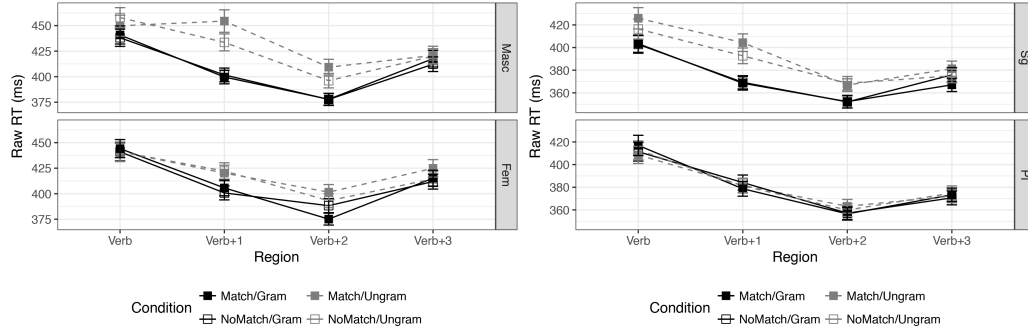 450
425
400
375
Masc
450
425
400
375
Fem
Raw RT (ms)
Verb Verb+1 Verb+2 Verb+3
Region
Condition
Match/Gram Match/Ungram
NoMatch/Gram NoMatch/Ungram
420
400
380
360
Sg
420
400
380
360
Pl
Raw RT (ms)
Verb Verb+1 Verb+2 Verb+3
Region
Condition
Match/Gram Match/Ungram
NoMatch/Gram NoMatch/Ungram